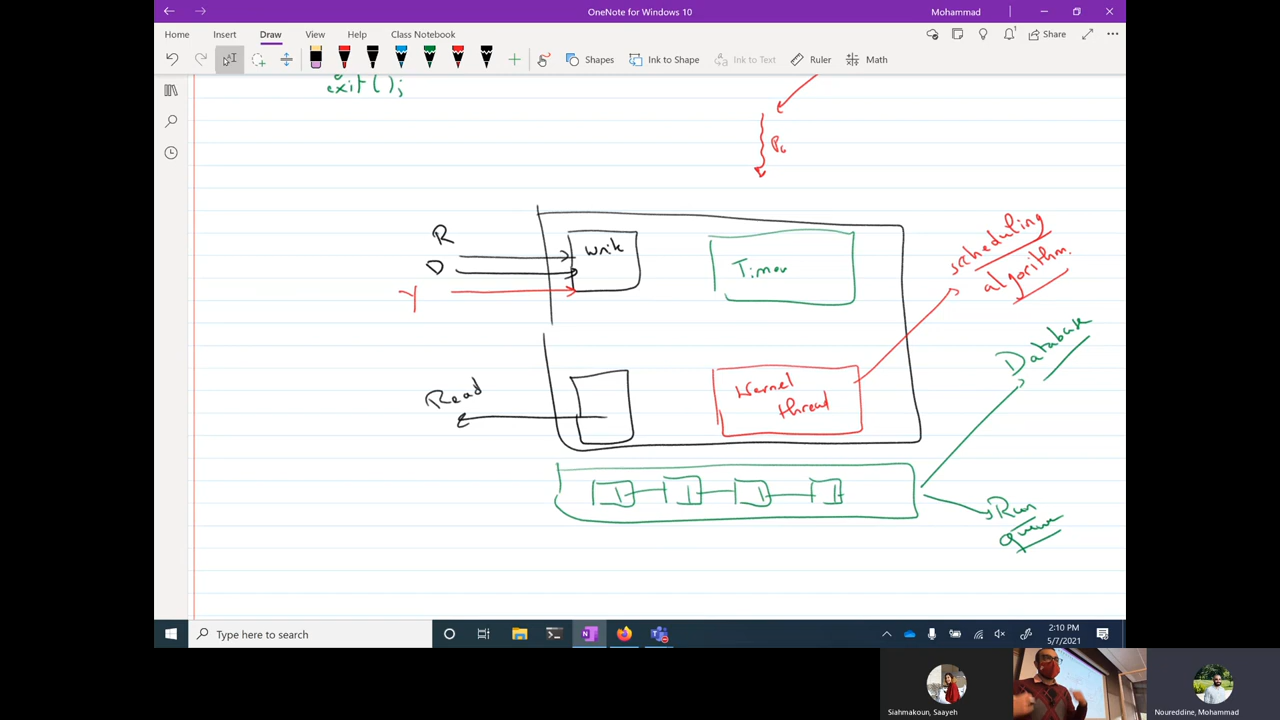 OneNote for Windows 10
Mohammad
Home
Insert
Draw
View
Help
Class Notebook
Share
Shapes
Ink to Shape
Ink to Text
Ruler
Math
exit();
P6
R
D
Y
Write
Timer
scheduling
algorithm.
Read
Kernel
thread
Database
Run
queue
Type here to search
2:10 PM
5/7/2021
Siahmakoun, Saayeh
Noureddine, Mohammad